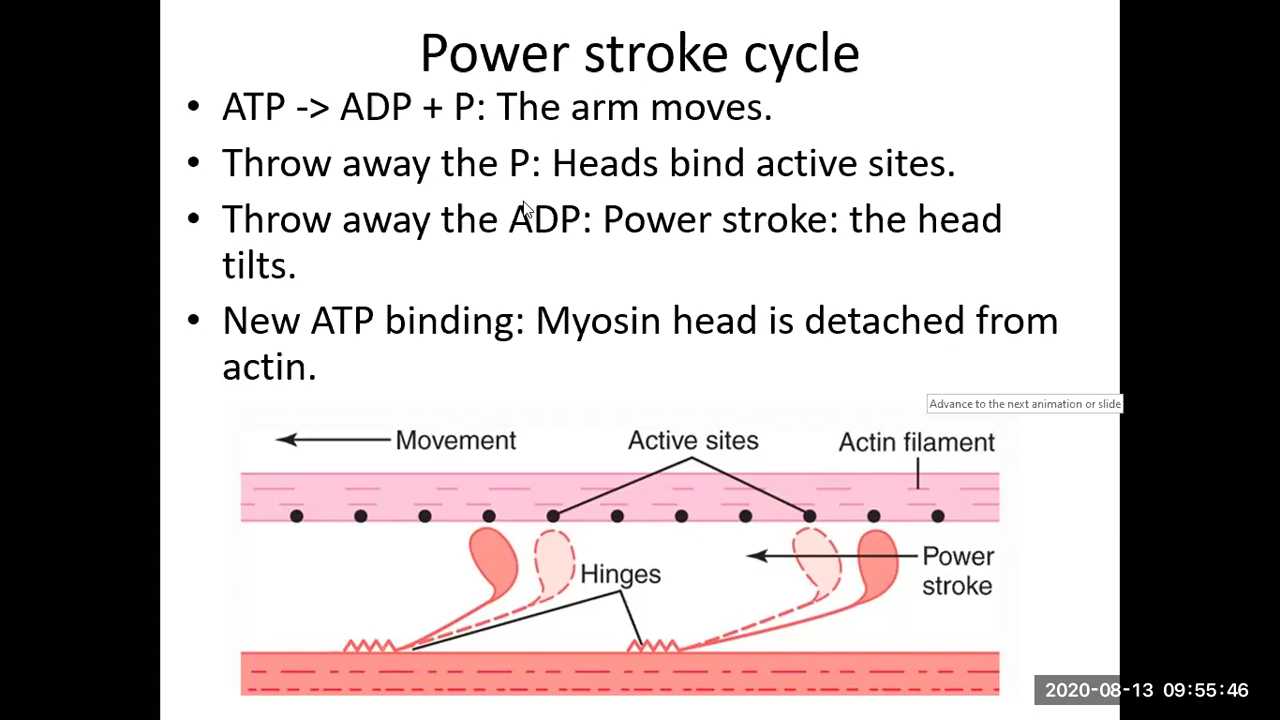 Power stroke cycle
• ATP -> ADP + P: The arm moves.
• Throw away the P: Heads bind active sites.
• Throw away the ADP: Power stroke: the head
tilts.
• New ATP binding: Myosin head is detached from
actin.
Advance to the next animation or slide
Movement
Active sites
Actin filament
Hinges
Power
stroke
2020-08-13 09:55:46